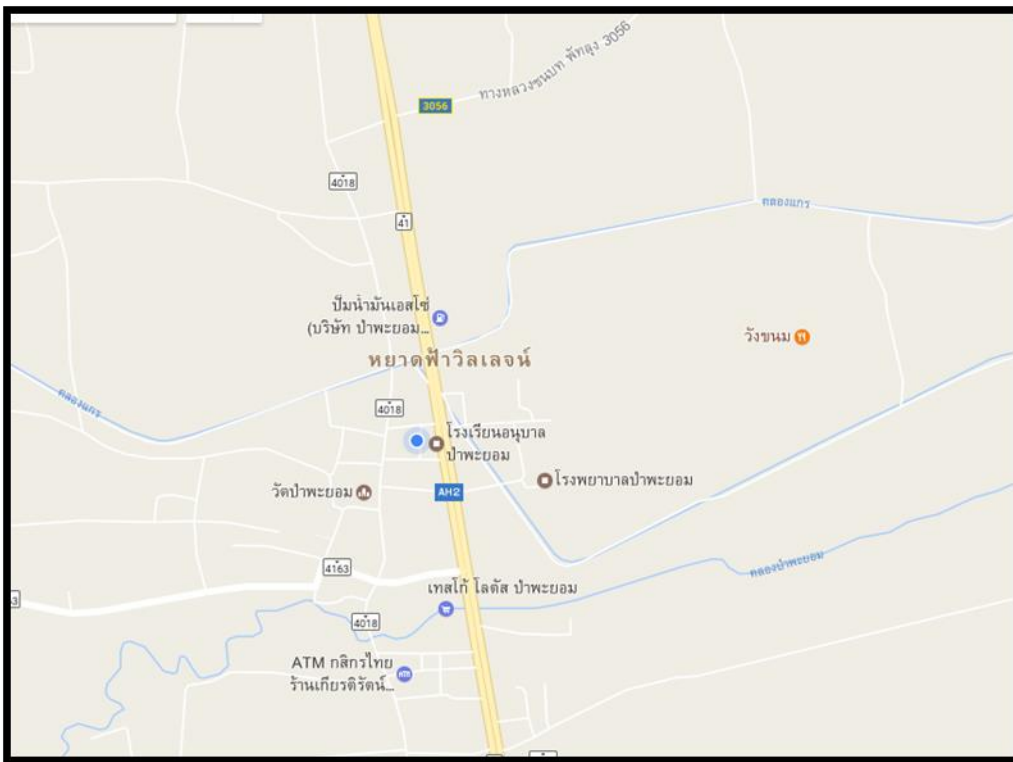 ทางหลวงชนบท พัทลุง 3056
3056
4018
41
คลองแกร
ปั๊มน้ำมันเอสโซ่
(บริษัท ป่าพะยอม...
วังขนม
หยาดฟ้าวิลเลจน์
คลองแกร
4018
โรงเรียนอนุบาล
ป่าพะยอม
โรงพยาบาลป่าพะยอม
วัดป่าพะยอม
AH2
คลองป่าพะยอม
4163
เทสโก้ โลตัส ป่าพะยอม
4018
ATM กสิกรไทย
ร้านเกียรติรัตน์...
ATM